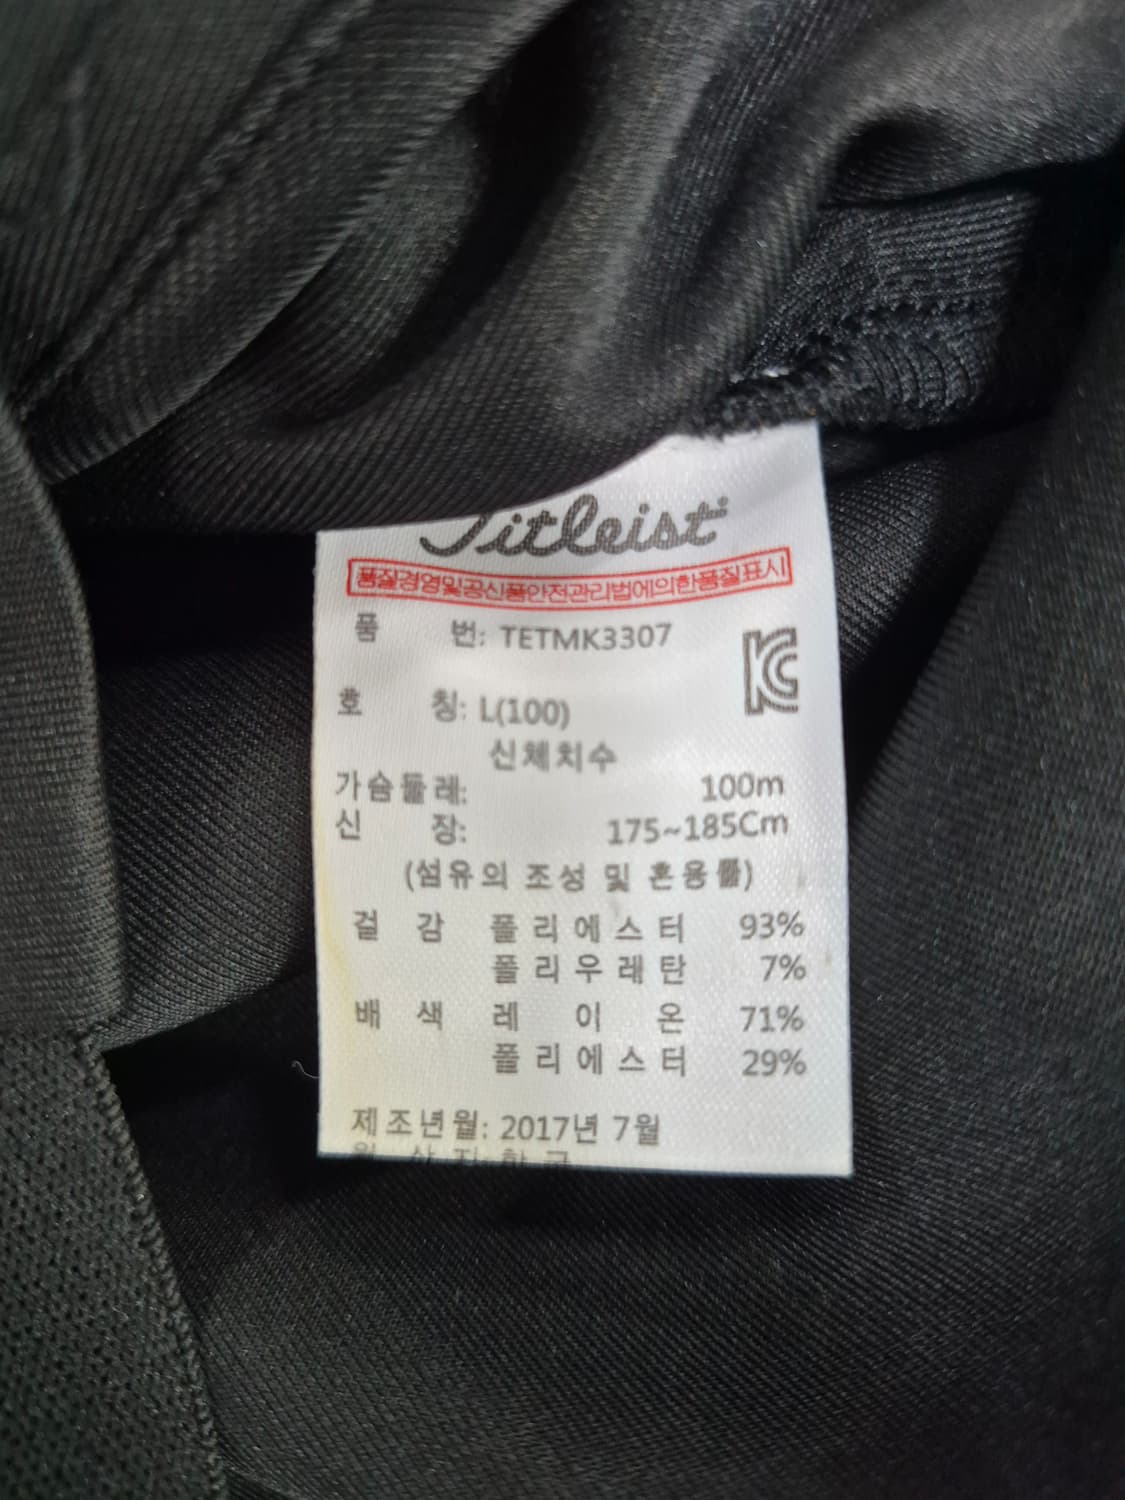 Titleist
품질경영및공신품안전관리법에의한품질표시
품 번: TETMK3307
호 칭: L(100)
신체치수
가슴둘레: 100m
신 장: 175~185Cm
(섬유의 조성 및 혼용률)
겉 감 폴리에스터 93%
폴리우레탄 7%
배 색 레 이 온 71%
폴리에스터 29%
제조년월: 2017년 7월